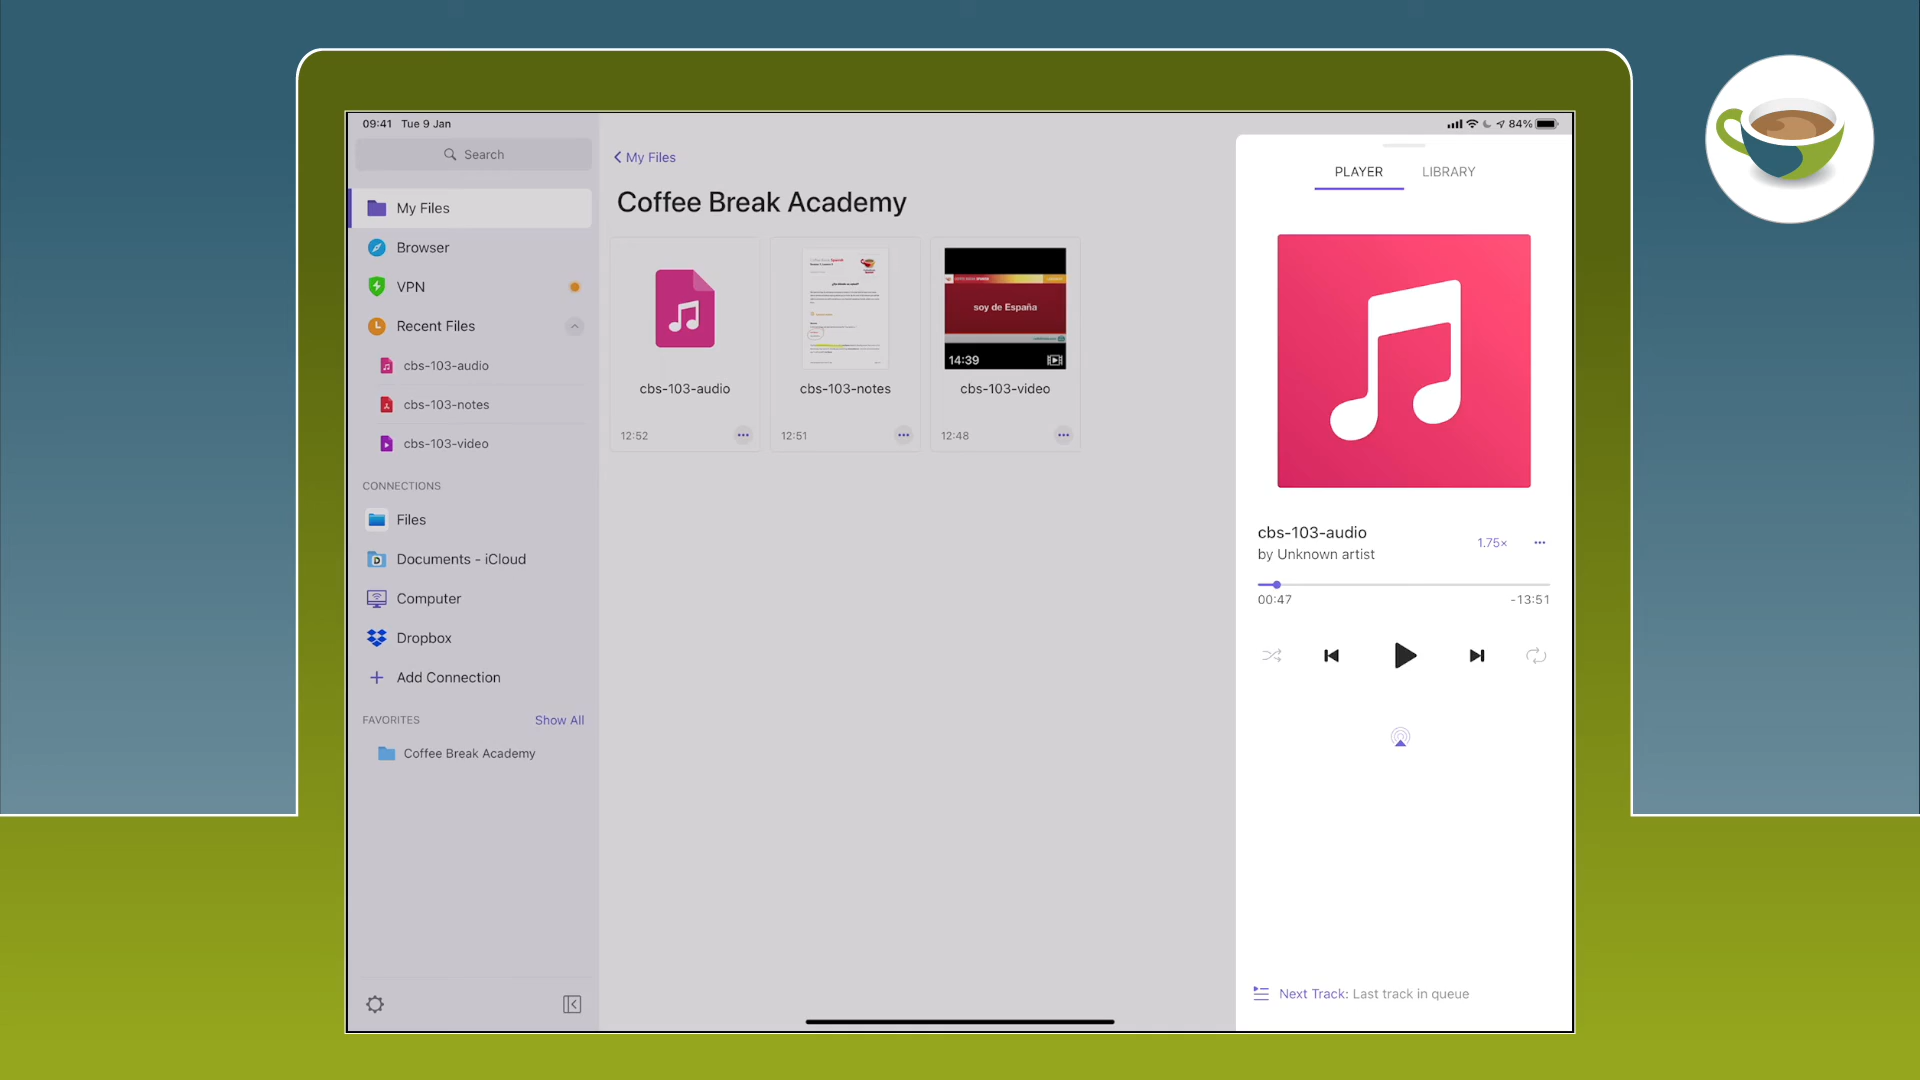 09:41 Tue 9 Jan
84%
Search
My Files
Browser
VPN
Recent Files
cbs-103-audio
cbs-103-notes
cbs-103-video
CONNECTIONS
Files
Documents - iCloud
Computer
Dropbox
Add Connection
FAVORITES
Show All
Coffee Break Academy
My Files
Coffee Break Academy
cbs-103-audio
12:52
cbs-103-notes
12:51
soy de España
14:39
cbs-103-video
12:48
PLAYER
LIBRARY
cbs-103-audio
1.75×
by Unknown artist
00:47
-13:51
Next Track: Last track in queue